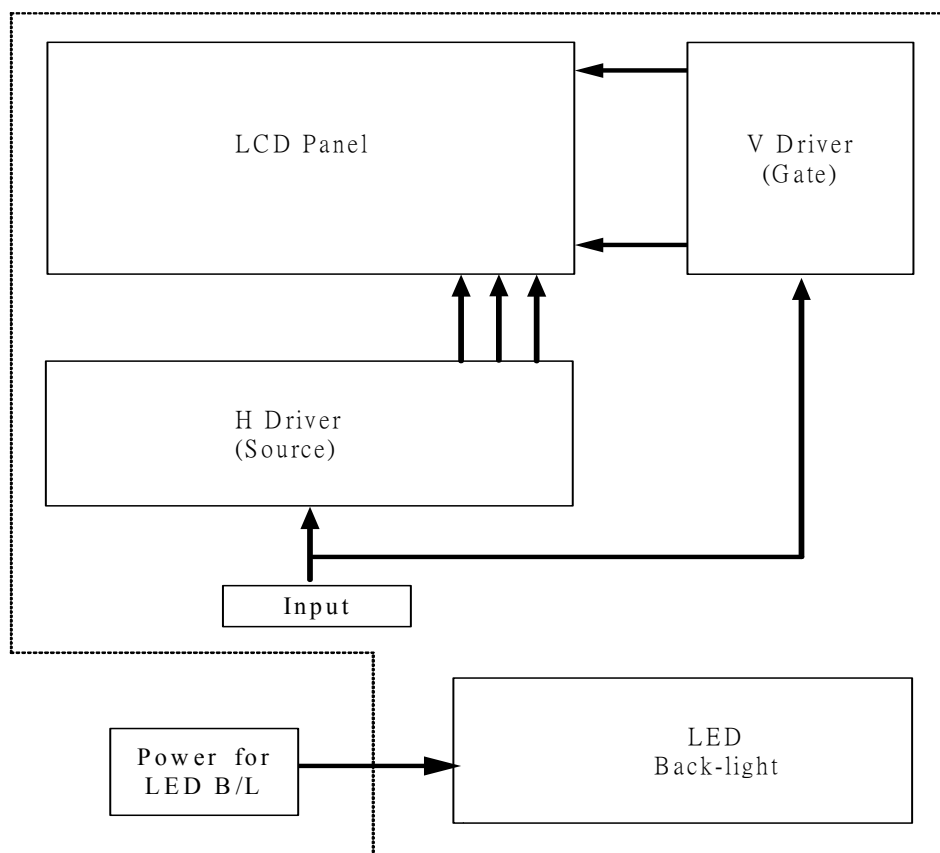 LCD Panel
V Driver
(Gate)
H Driver
(Source)
Input
Power for
LED B/L
LED
Back-light